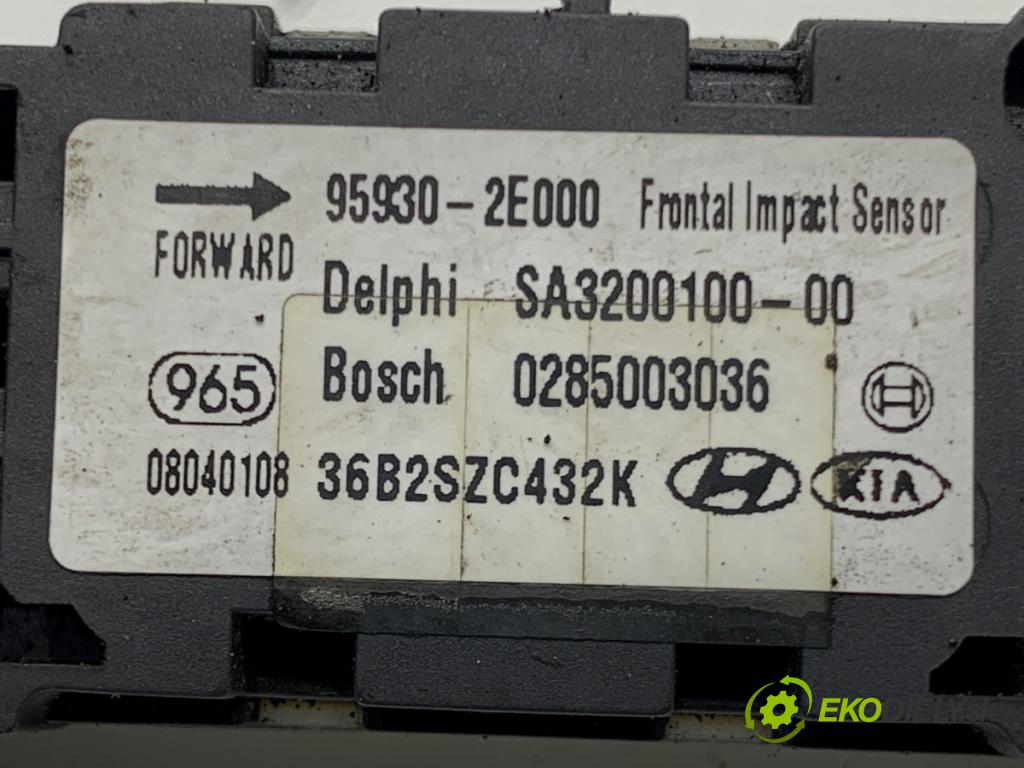 95930-2E000 Frontal Impact Sensor
FORWARD
Delphi SA3200100-00
965 Bosch 0285003036
08040108 36B2SZC432K KIA
EKODIELY.SK